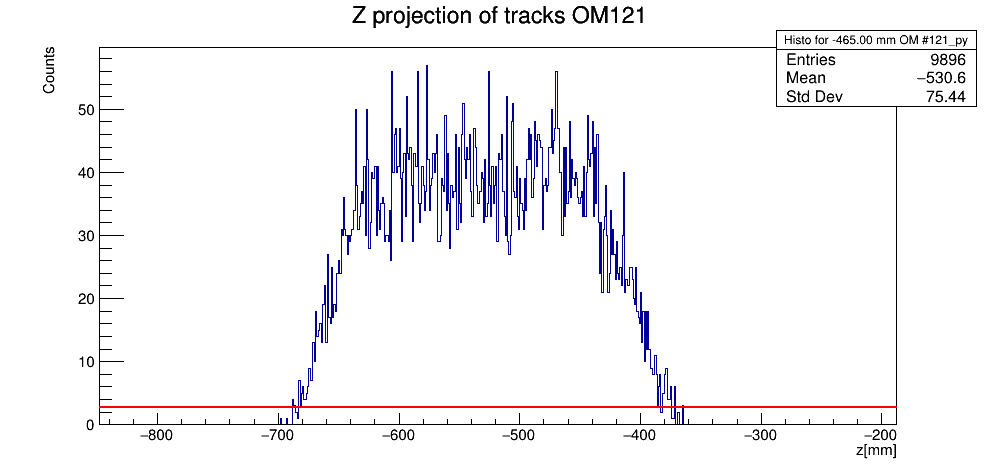 Z projection of tracks OM121
Histo for -465.00 mm OM #121_py
Entries 9896
Mean −530.6
Std Dev 75.44
Counts
50
40
30
20
10
0
−800 −700 −600 −500 −400 −300 −200
z[mm]